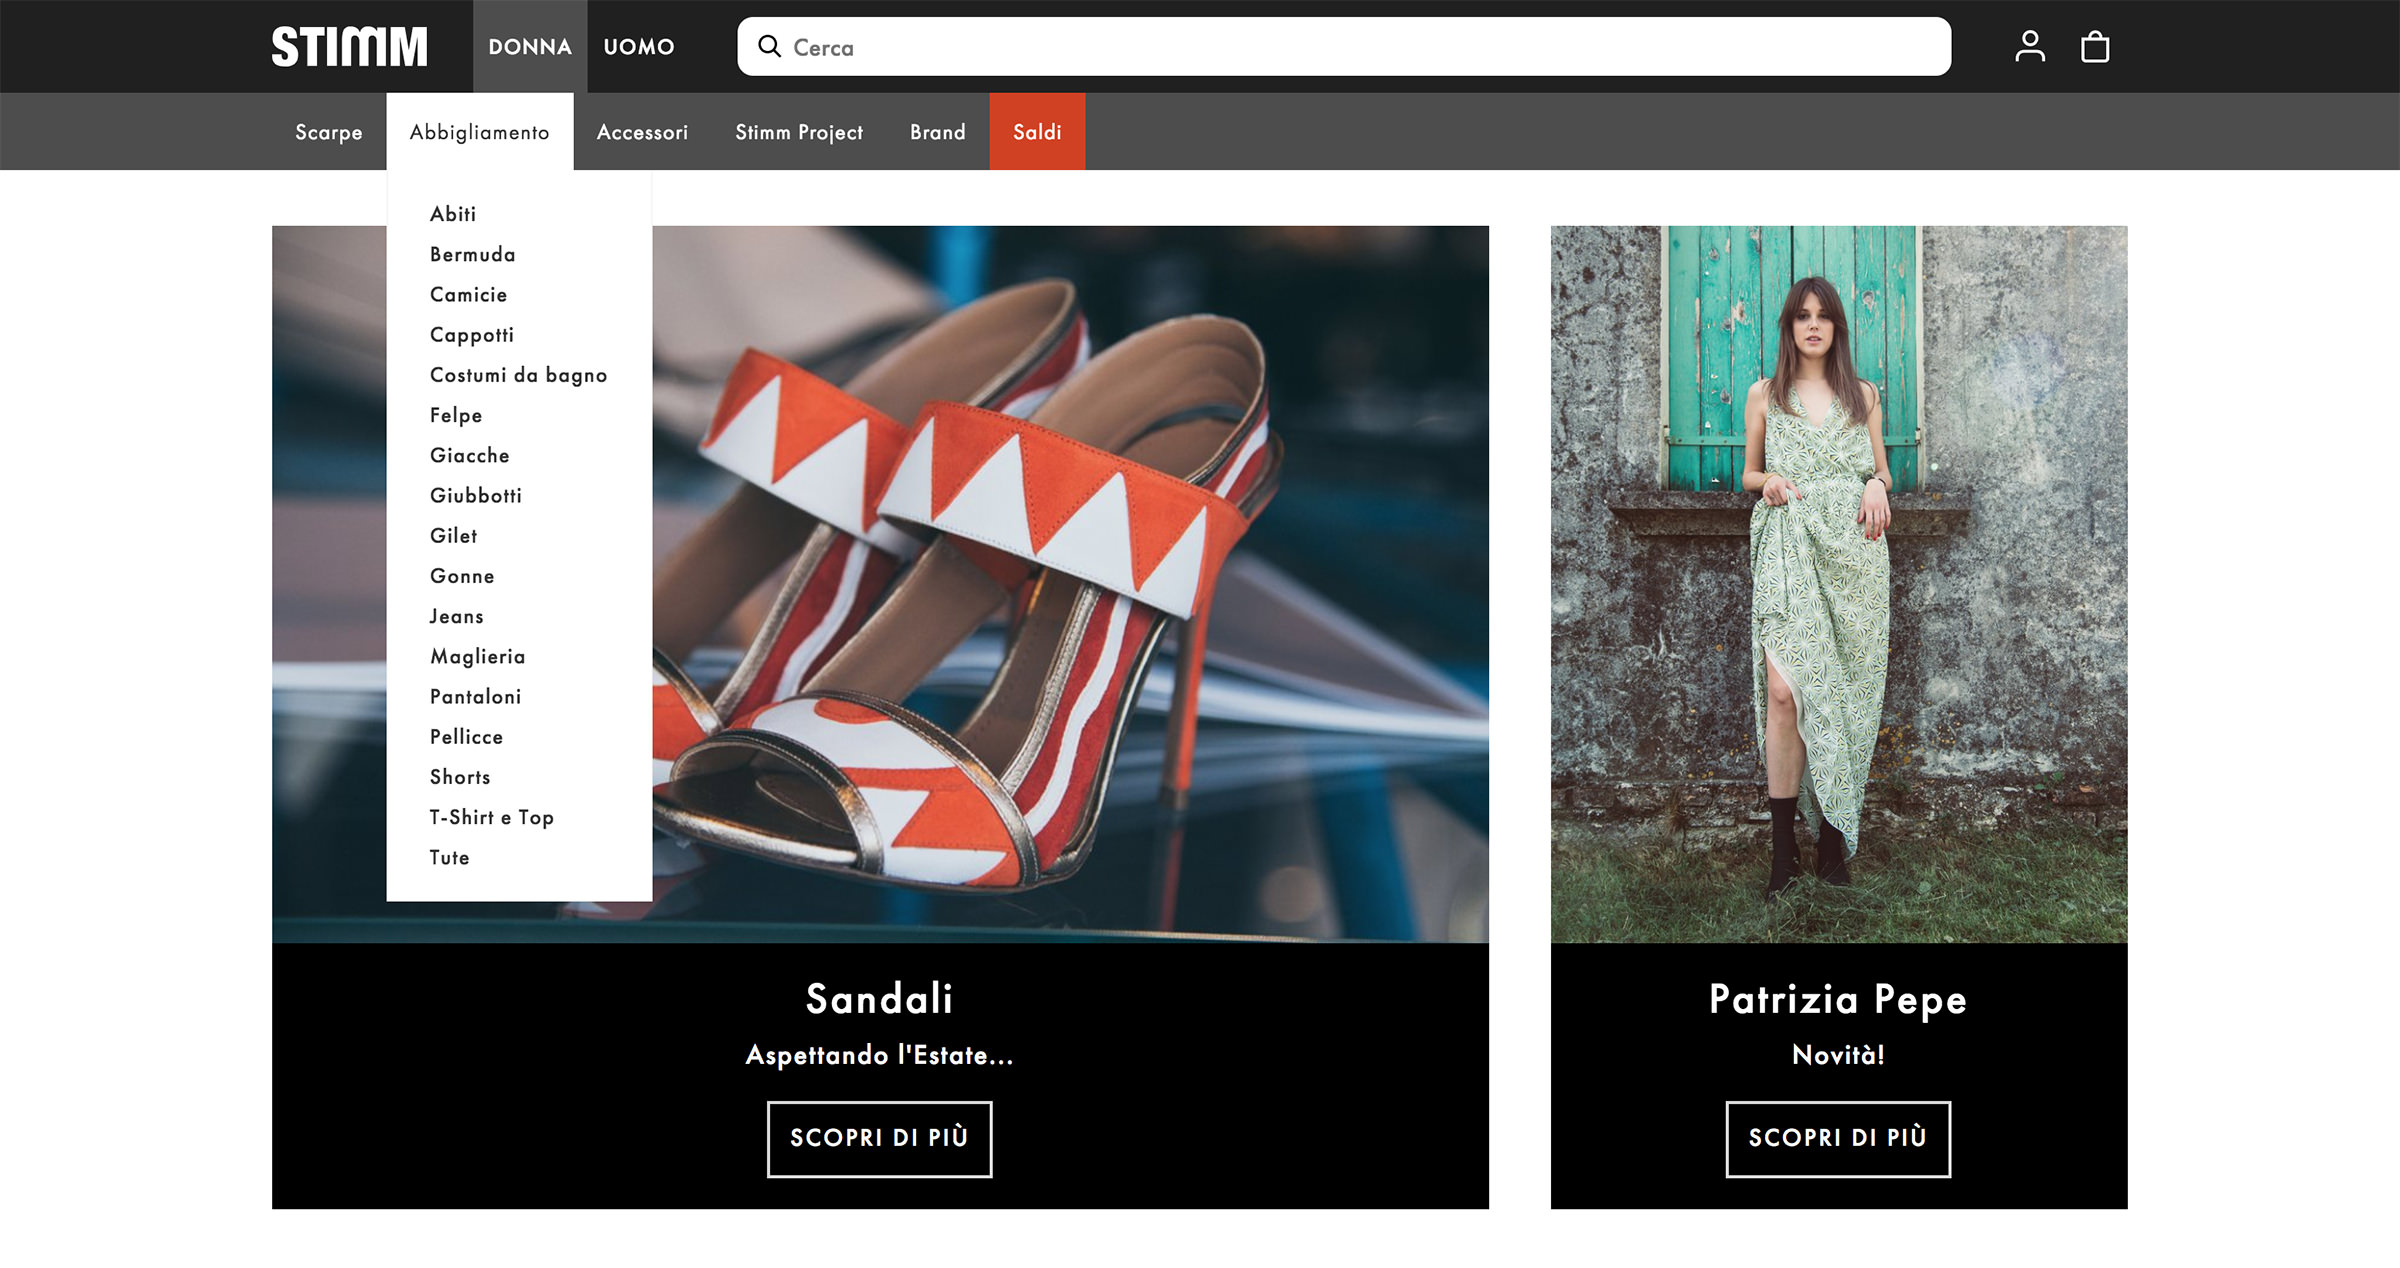 STIMM
DONNA
UOMO
Cerca
Scarpe
Abbigliamento
Accessori
Stimm Project
Brand
Saldi
Abiti
Bermuda
Camicie
Cappotti
Costumi da bagno
Felpe
Giacche
Giubbotti
Gilet
Gonne
Jeans
Maglieria
Pantaloni
Pellicce
Shorts
T-Shirt e Top
Tute
Sandali
Aspettando l'Estate...
SCOPRI DI PIÙ
Patrizia Pepe
Novità!
SCOPRI DI PIÙ